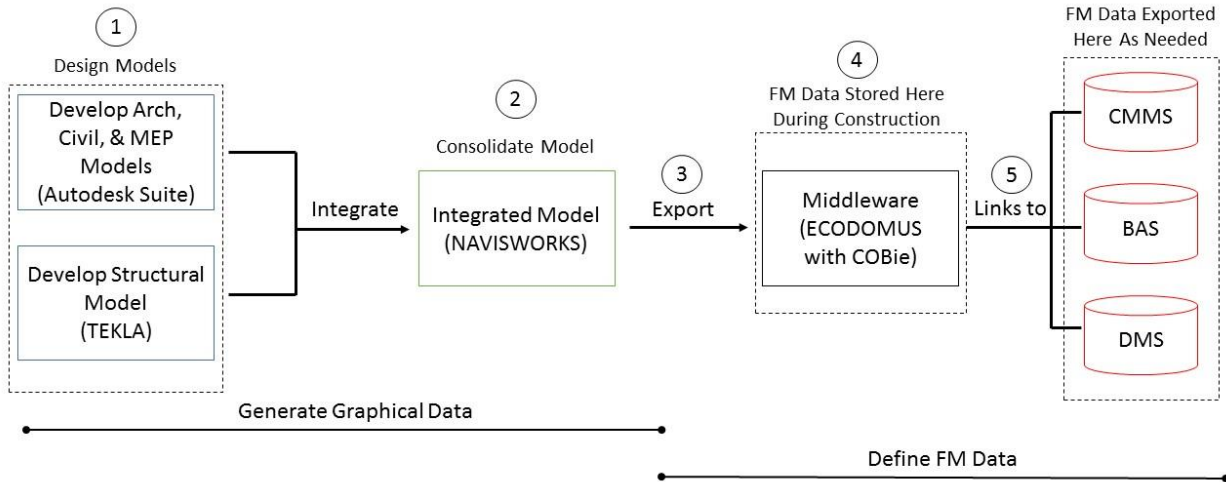 1
Design Models
Develop Arch,
Civil, & MEP
Models
(Autodesk Suite)
Develop Structural
Model
(TEKLA)
Integrate
2
Consolidate Model
Integrated Model
(NAVISWORKS)
3
Export
4
FM Data Stored Here
During Construction
Middleware
(ECODOMUS
with COBie)
5
Links to
FM Data Exported
Here As Needed
CMMS
BAS
DMS
Generate Graphical Data
Define FM Data